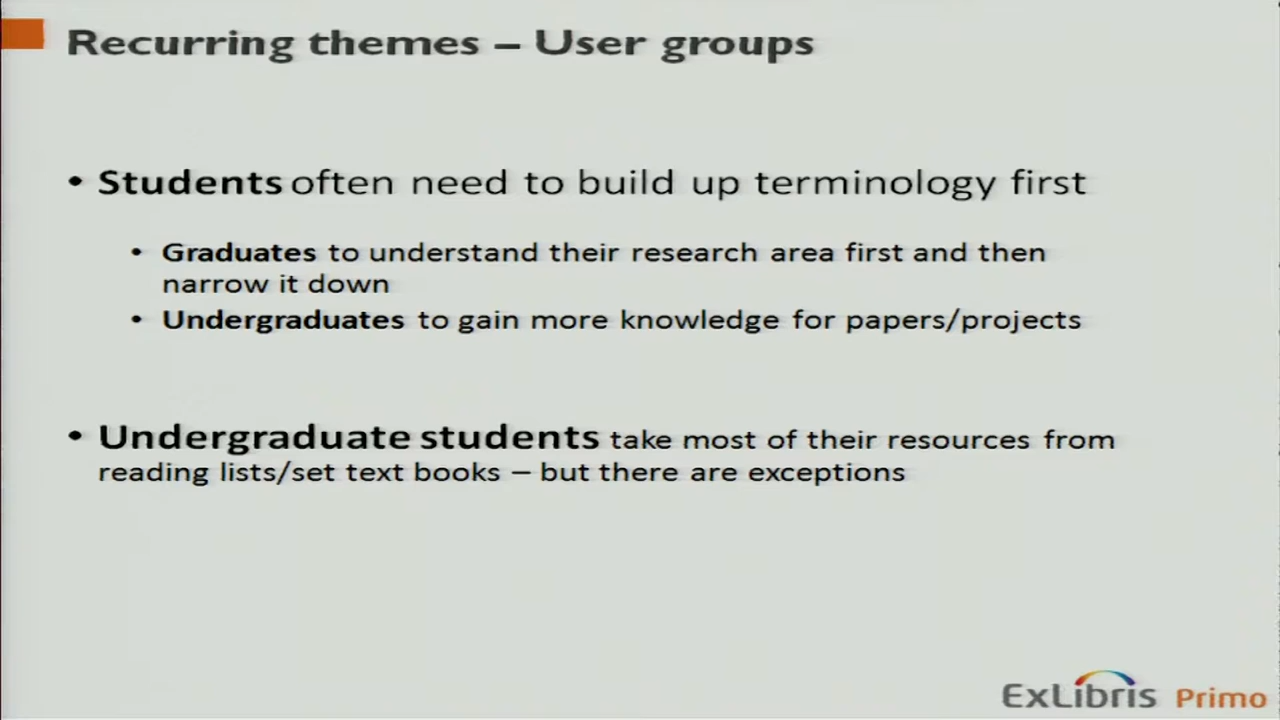 Recurring themes – User groups
• Students often need to build up terminology first
• Graduates to understand their research area first and then
narrow it down
• Undergraduates to gain more knowledge for papers/projects
• Undergraduate students take most of their resources from
reading lists/set text books – but there are exceptions
ExLibris Primo